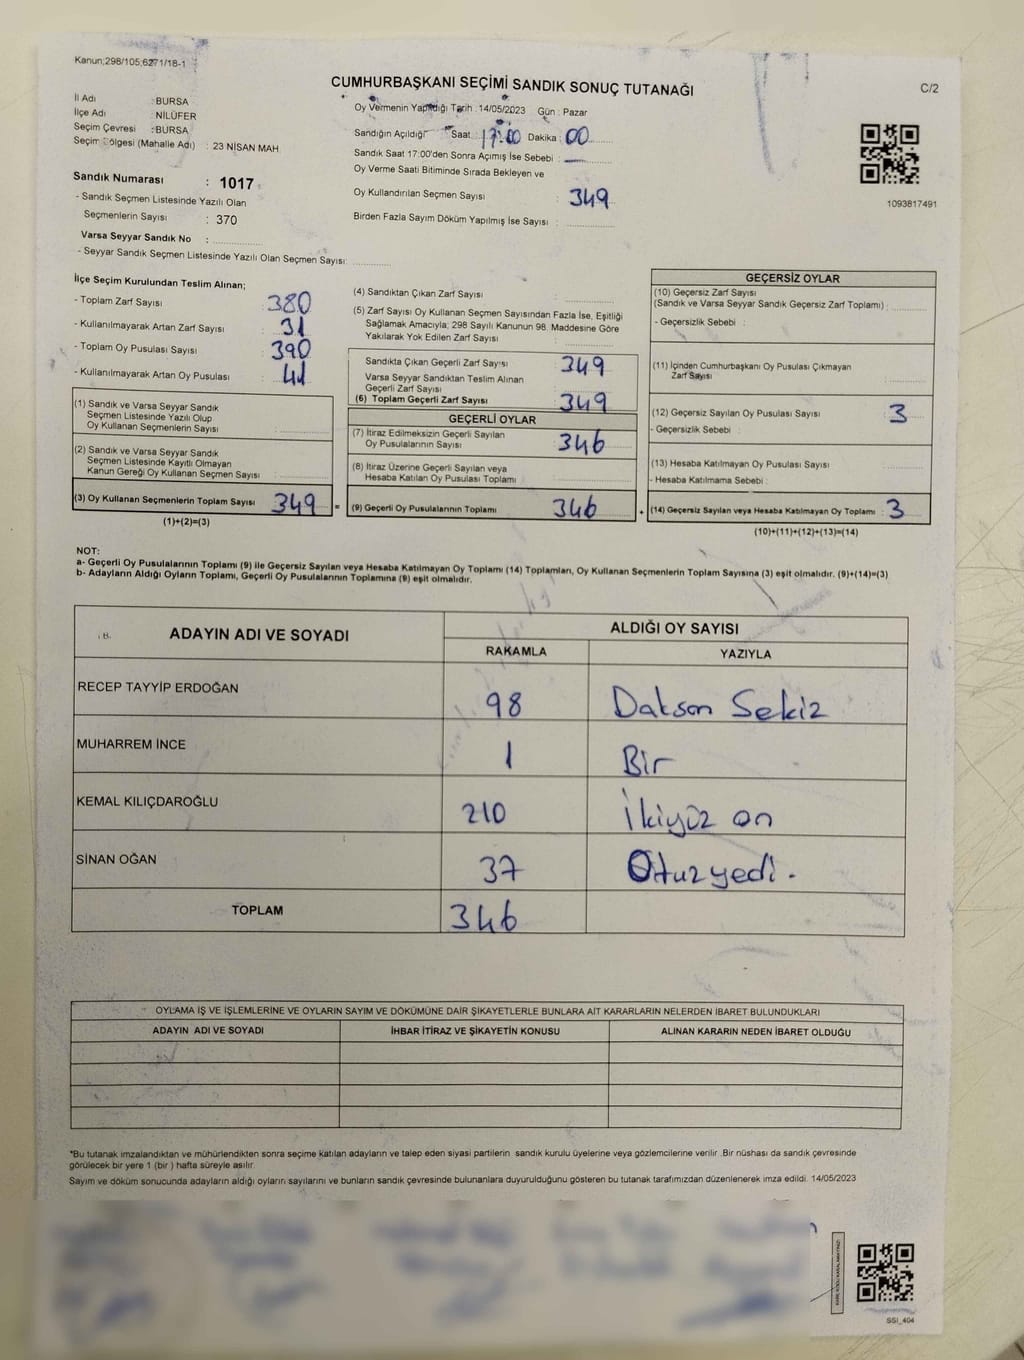 Kanun;298/105;6271/18-1
CUMHURBAŞKANI SEÇİMİ SANDIK SONUÇ TUTANAĞI
C/2
İl Adı : BURSA
İlçe Adı : NİLÜFER
Seçim Çevresi : BURSA
Seçim Bölgesi (Mahalle Adı) : 23 NİSAN MAH
Sandık Numarası : 1017
- Sandık Seçmen Listesinde Yazılı Olan
Seçmenlerin Sayısı : 370
Varsa Seyyar Sandık No :
- Seyyar Sandık Seçmen Listesinde Yazılı Olan Seçmen Sayısı:
Oy Vermenin Yapıldığı Tarih : 14/05/2023 Gün : Pazar
Sandığın Açıldığı Saat 17:00 Dakika : 00
Sandık Saat 17:00'den Sonra Açımış İse Sebebi :
Oy Verme Saati Bitiminde Sırada Bekleyen ve
Oy Kullandırılan Seçmen Sayısı : 349
Birden Fazla Sayım Döküm Yapılmış İse Sayısı :
1093817491
İlçe Seçim Kurulundan Teslim Alınan;
- Toplam Zarf Sayısı : 380
- Kullanılmayarak Artan Zarf Sayısı : 31
- Toplam Oy Pusulası Sayısı : 390
- Kullanılmayarak Artan Oy Pusulası : 41
(1) Sandık ve Varsa Seyyar Sandık
Seçmen Listesinde Yazılı Olup
Oy Kullanan Seçmenlerin Sayısı :
(2) Sandık ve Varsa Seyyar Sandık
Seçmen Listesinde Kayıtlı Olmayan
Kanun Gereği Oy Kullanan Seçmen Sayısı :
(3) Oy Kullanan Seçmenlerin Toplam Sayısı : 349 =
(1)+(2)=(3)
(4) Sandıktan Çıkan Zarf Sayısı :
(5) Zarf Sayısı Oy Kullanan Seçmen Sayısından Fazla İse, Eşitliği
Sağlamak Amacıyla; 298 Sayılı Kanunun 98. Maddesine Göre
Yakılarak Yok Edilen Zarf Sayısı :
Sandıkta Çıkan Geçerli Zarf Sayısı : 349
Varsa Seyyar Sandıktan Teslim Alınan
Geçerli Zarf Sayısı :
(6) Toplam Geçerli Zarf Sayısı : 349
GEÇERLİ OYLAR
(7) İtiraz Edilmeksizin Geçerli Sayılan
Oy Pusulalarının Sayısı : 346
(8) İtiraz Üzerine Geçerli Sayılan veya
Hesaba Katılan Oy Pusulası Toplamı :
(9) Geçerli Oy Pusulalarının Toplamı : 346 +
GEÇERSİZ OYLAR
(10) Geçersiz Zarf Sayısı
(Sandık ve Varsa Seyyar Sandık Geçersiz Zarf Toplamı) :
- Geçersizlik Sebebi :
(11) İçinden Cumhurbaşkanı Oy Pusulası Çıkmayan
Zarf Sayısı :
(12) Geçersiz Sayılan Oy Pusulası Sayısı : 3
- Geçersizlik Sebebi :
(13) Hesaba Katılmayan Oy Pusulası Sayısı :
- Hesaba Katılmama Sebebi :
(14) Geçersiz Sayılan veya Hesaba Katılmayan Oy Toplamı : 3
(10)+(11)+(12)+(13)=(14)
NOT:
a- Geçerli Oy Pusulalarının Toplamı (9) ile Geçersiz Sayılan veya Hesaba Katılmayan Oy Toplamı (14) Toplamları, Oy Kullanan Seçmenlerin Toplam Sayısına (3) eşit olmalıdır. (9)+(14)=(3)
b- Adayların Aldığı Oyların Toplamı, Geçerli Oy Pusulalarının Toplamına (9) eşit olmalıdır.
ADAYIN ADI VE SOYADI
ALDIĞI OY SAYISI
RAKAMLA YAZIYLA
RECEP TAYYİP ERDOĞAN 98 Datson Sekiz
MUHARREM İNCE 1 Bir
KEMAL KILIÇDAROĞLU 210 İkiyüz on
SİNAN OĞAN 37 Otuzyedi.
TOPLAM 346
OYLAMA İŞ VE İŞLEMLERİNE VE OYLARIN SAYIM VE DÖKÜMÜNE DAİR ŞİKAYETLERLE BUNLARA AİT KARARLARIN NELERDEN İBARET BULUNDUKLARI
ADAYIN ADI VE SOYADI İHBAR İTİRAZ VE ŞİKAYETİN KONUSU ALINAN KARARIN NEDEN İBARET OLDUĞU
*Bu tutanak imzalandıktan ve mühürlendikten sonra seçime katılan adayların ve talep eden siyasi partilerin sandık kurulu üyelerine veya gözlemcilerine verilir .Bir nüshası da sandık çevresinde
görülecek bir yere 1 (bir ) hafta süreyle asılır.
Sayım ve döküm sonucunda adayların aldığı oyların sayılarını ve bunların sandık çevresinde bulunanlara duyurulduğunu gösteren bu tutanak tarafımızdan düzenlenerek imza edildi. 14/05/2023
SSI_404